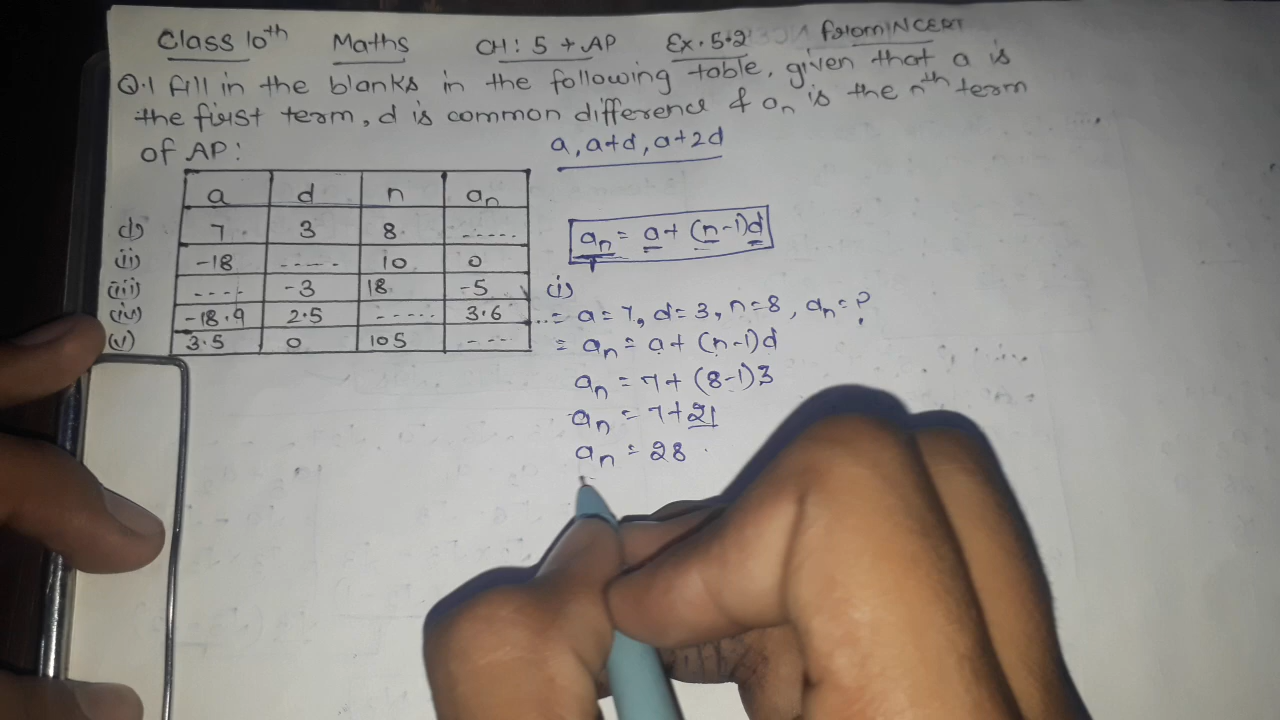 Class 10th Maths CH: 5 → AP Ex. 5.2 from NCERT
Q.1 Fill in the blanks in the following table, given that a is
the first term, d is common difference & an is the nth term
of AP:
a, a+d, a+2d
a d n an
(i) 7 3 8 .....
(ii) -18 ..... 10 0
(iii) .... -3 18 -5
(iv) -18.9 2.5 ..... 3.6
(v) 3.5 0 105 ....
an = a + (n-1)d
(i)
= a = 7, d = 3, n = 8, an = ?
= an = a + (n-1)d
an = 7 + (8-1)3
an = 7 + 21
an = 28